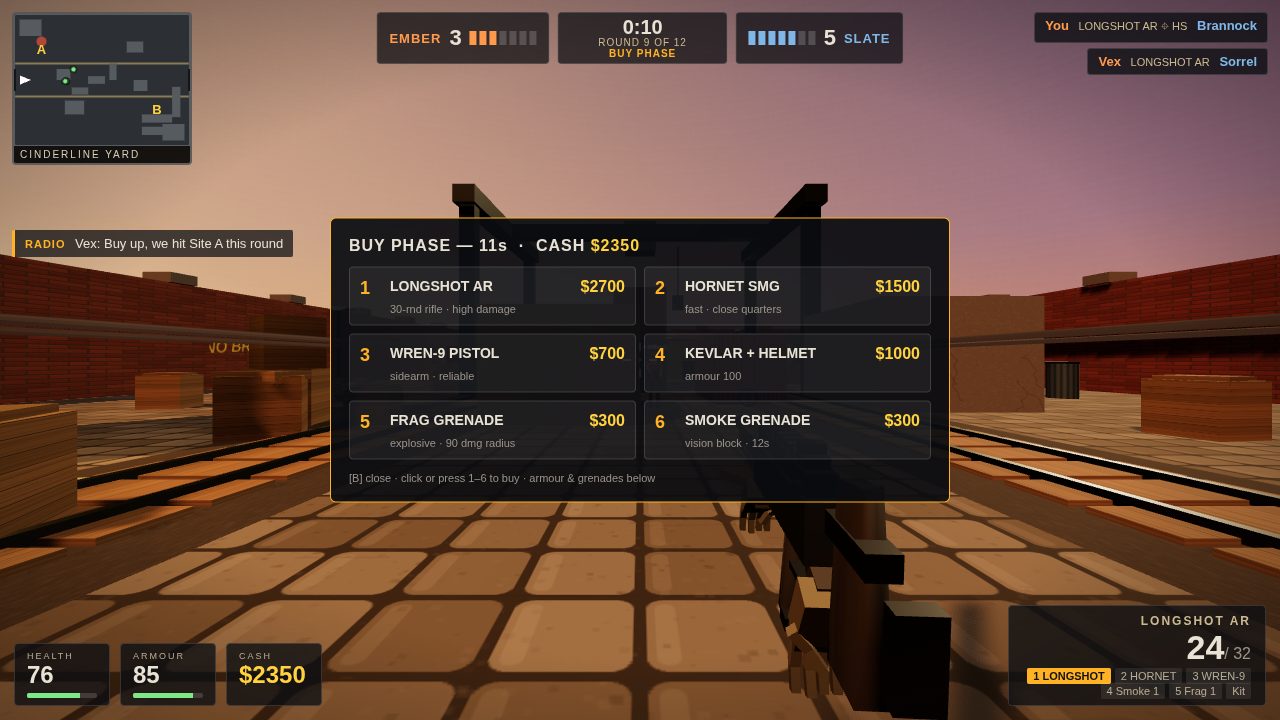 A
B
CINDERLINE YARD
EMBER 3
0:10
ROUND 9 OF 12
BUY PHASE
5 SLATE
You LONGSHOT AR ⌖ HS Brannock
Vex LONGSHOT AR Sorrel
RADIO Vex: Buy up, we hit Site A this round
BUY PHASE — 11s · CASH $2350
1 LONGSHOT AR $2700
30-rnd rifle · high damage
2 HORNET SMG $1500
fast · close quarters
3 WREN-9 PISTOL $700
sidearm · reliable
4 KEVLAR + HELMET $1000
armour 100
5 FRAG GRENADE $300
explosive · 90 dmg radius
6 SMOKE GRENADE $300
vision block · 12s
[B] close · click or press 1–6 to buy · armour & grenades below
HEALTH
76
ARMOUR
85
CASH
$2350
LONGSHOT AR
24 / 32
1 LONGSHOT 2 HORNET 3 WREN-9
4 Smoke 1 5 Frag 1 Kit